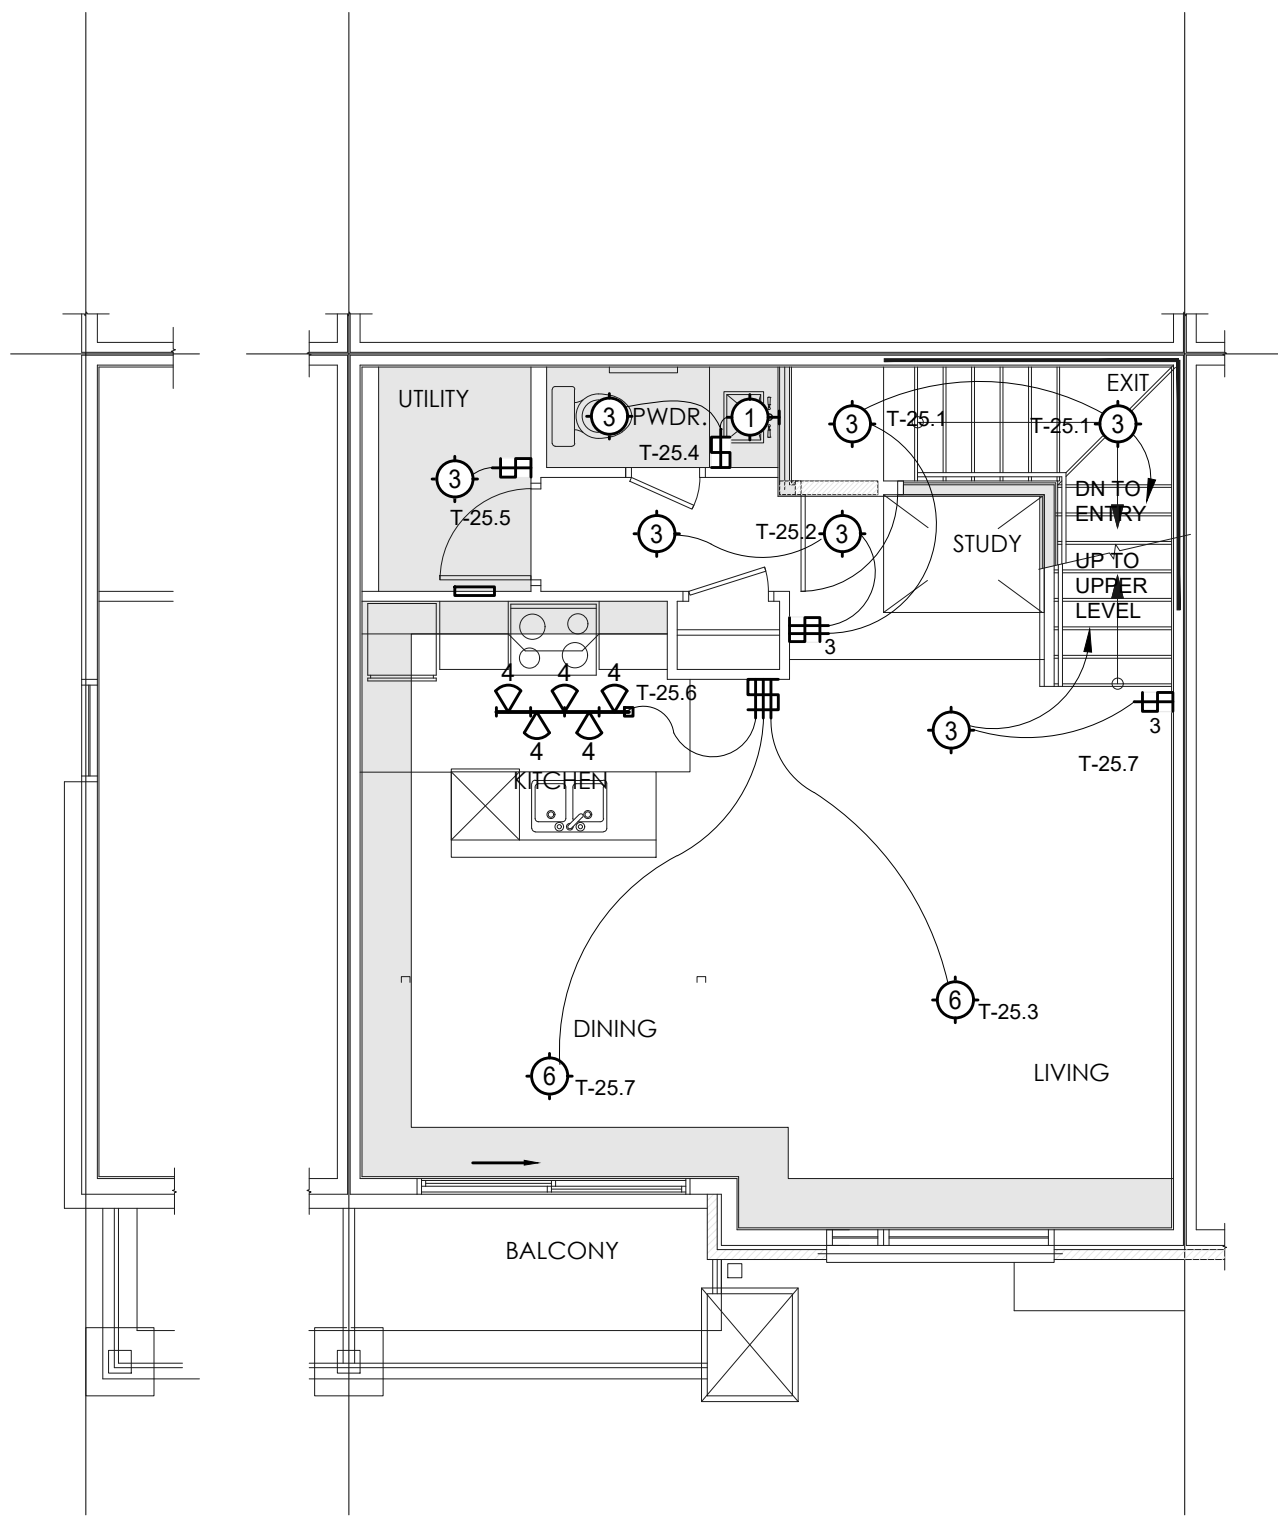 EXIT
UTILITY
3
PWDR.
1
T-25.1
T-25.1
3
3
T-25.4
3
T-25.5
DN TO
ENTRY
3
T-25.2
3
STUDY
UP TO
UPPER
LEVEL
3
4
4
4
T-25.6
3
3
4
4
T-25.7
KITCHEN
6
T-25.3
DINING
LIVING
6
T-25.7
BALCONY